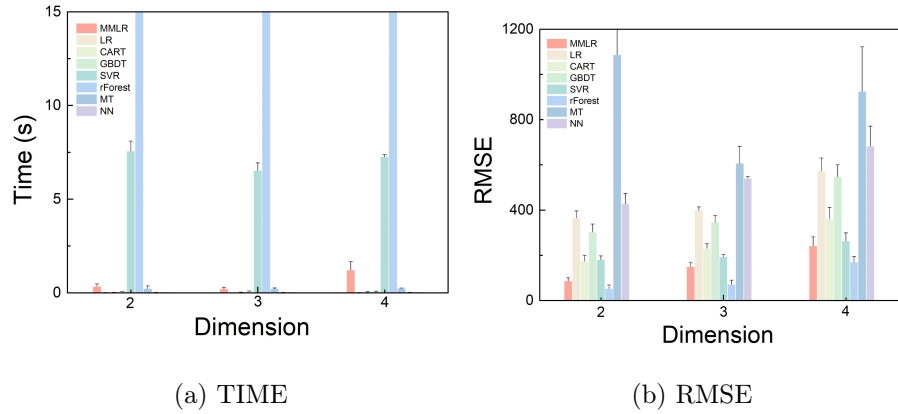 15
10
5
0
Time (s)
MMLR
LR
CART
GBDT
SVR
rForest
MT
NN
2 3 4
Dimension
(a) TIME
1200
800
400
0
RMSE
MMLR
LR
CART
GBDT
SVR
rForest
MT
NN
2 3 4
Dimension
(b) RMSE